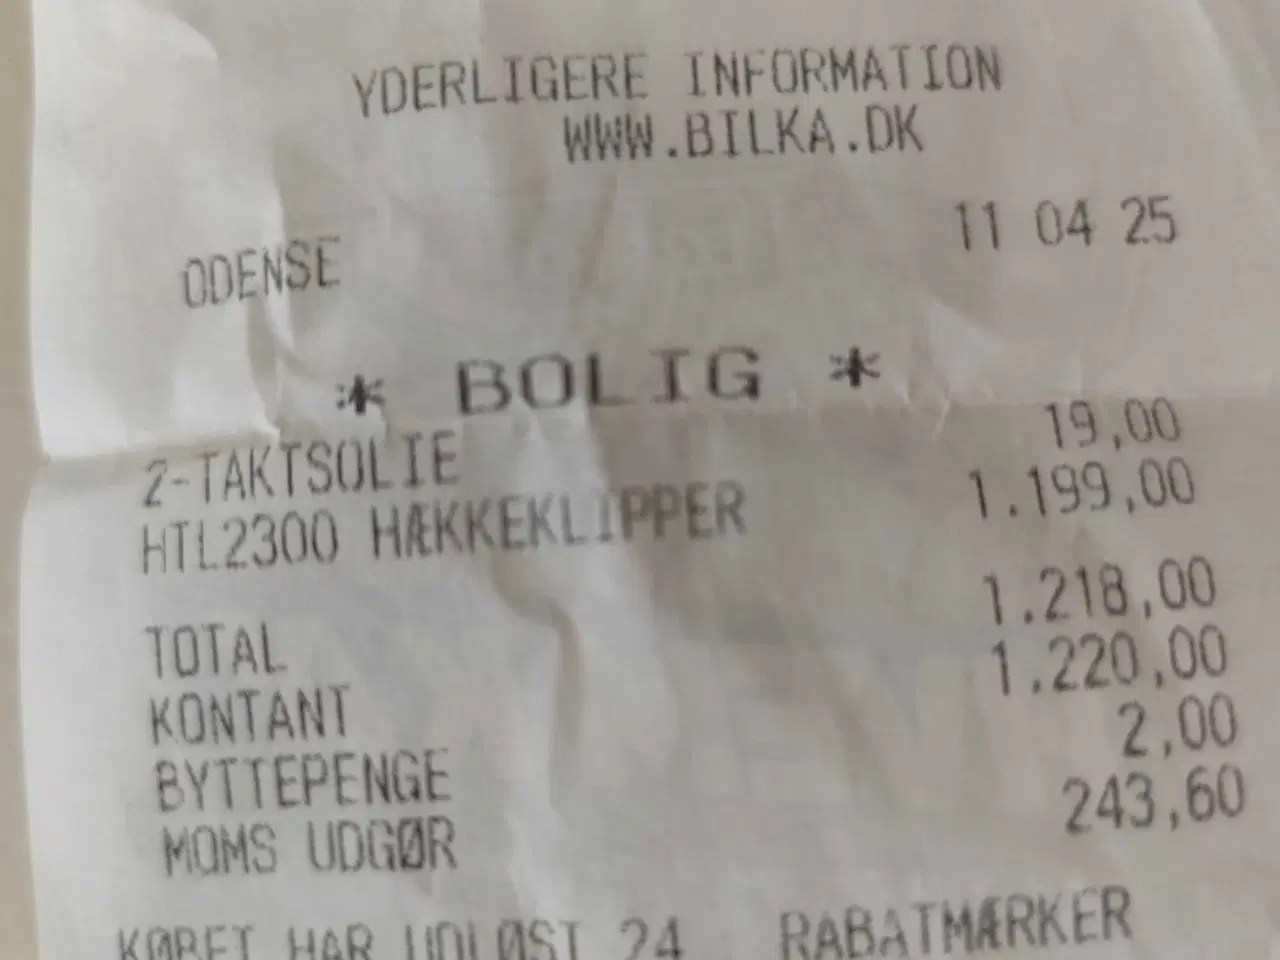 YDERLIGERE INFORMATION
WWW.BILKA.DK
ODENSE 11 04 25
* BOLIG *
2-TAKTSOLIE 19,00
HTL2300 HÆKKEKLIPPER 1.199,00
TOTAL 1.218,00
KONTANT 1.220,00
BYTTEPENGE 2,00
MOMS UDGØR 243,60
KØBET HAR UDLØST 24 RABATMÆRKER